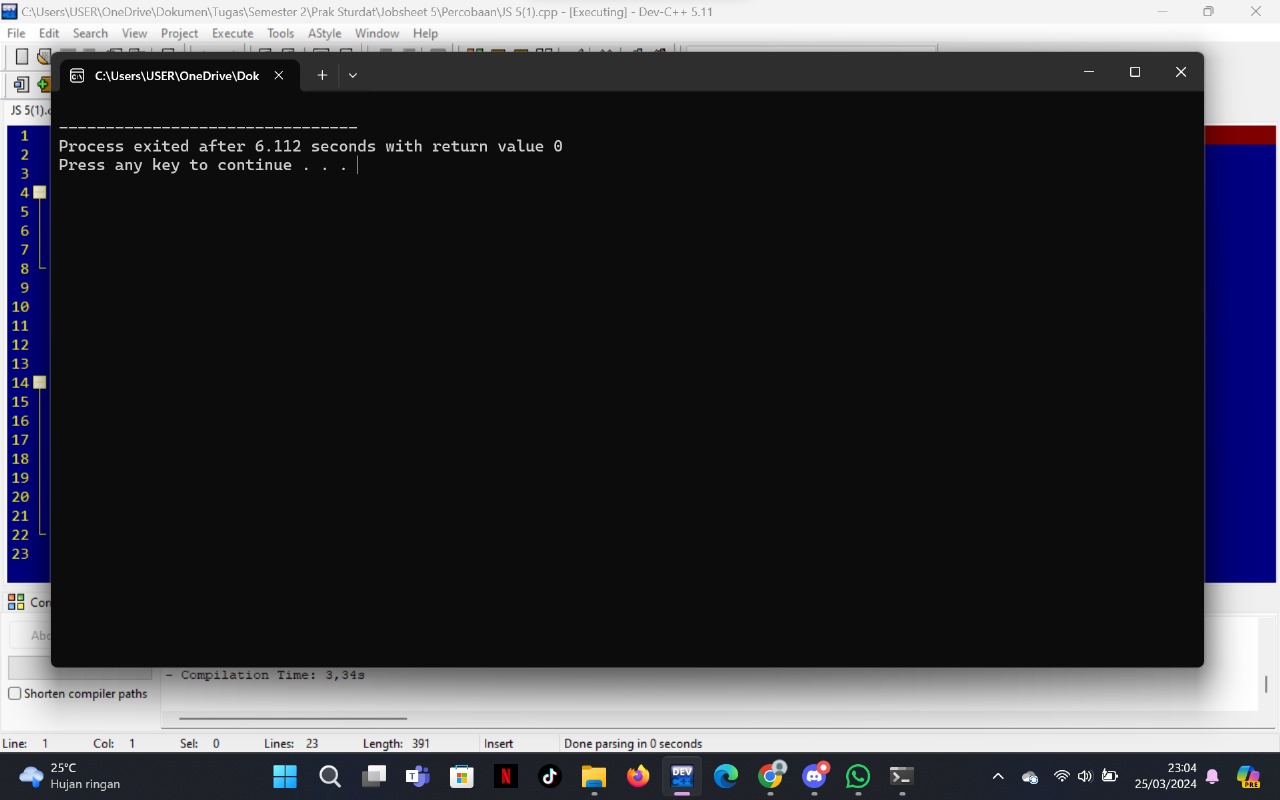 C:\Users\USER\OneDrive\Dokumen\Tugas\Semester 2\Prak Sturdat\Jobsheet 5\Percobaan\JS 5(1).cpp - [Executing] - Dev-C++ 5.11
File Edit Search View Project Execute Tools AStyle Window Help
C:\Users\USER\OneDrive\Dok
JS 5(1).
--------------------------------
Process exited after 6.112 seconds with return value 0
Press any key to continue . . .
1
2
3
4
5
6
7
8
9
10
11
12
13
14
15
16
17
18
19
20
21
22
23
Com
Abo
- Compilation Time: 3,34s
Shorten compiler paths
Line: 1 Col: 1 Sel: 0 Lines: 23 Length: 391 Insert Done parsing in 0 seconds
25°C
Hujan ringan
DEV
N
T
PRE
23:04
25/03/2024